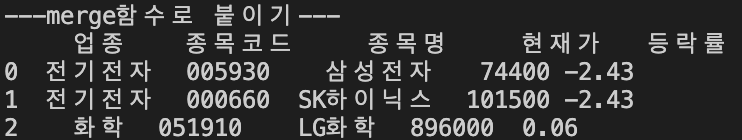 ---merge함수로 붙이기---
업종 종목코드 종목명 현재가 등락률
0 전기전자 005930 삼성전자 74400 -2.43
1 전기전자 000660 SK하이닉스 101500 -2.43
2 화학 051910 LG화학 896000 0.06